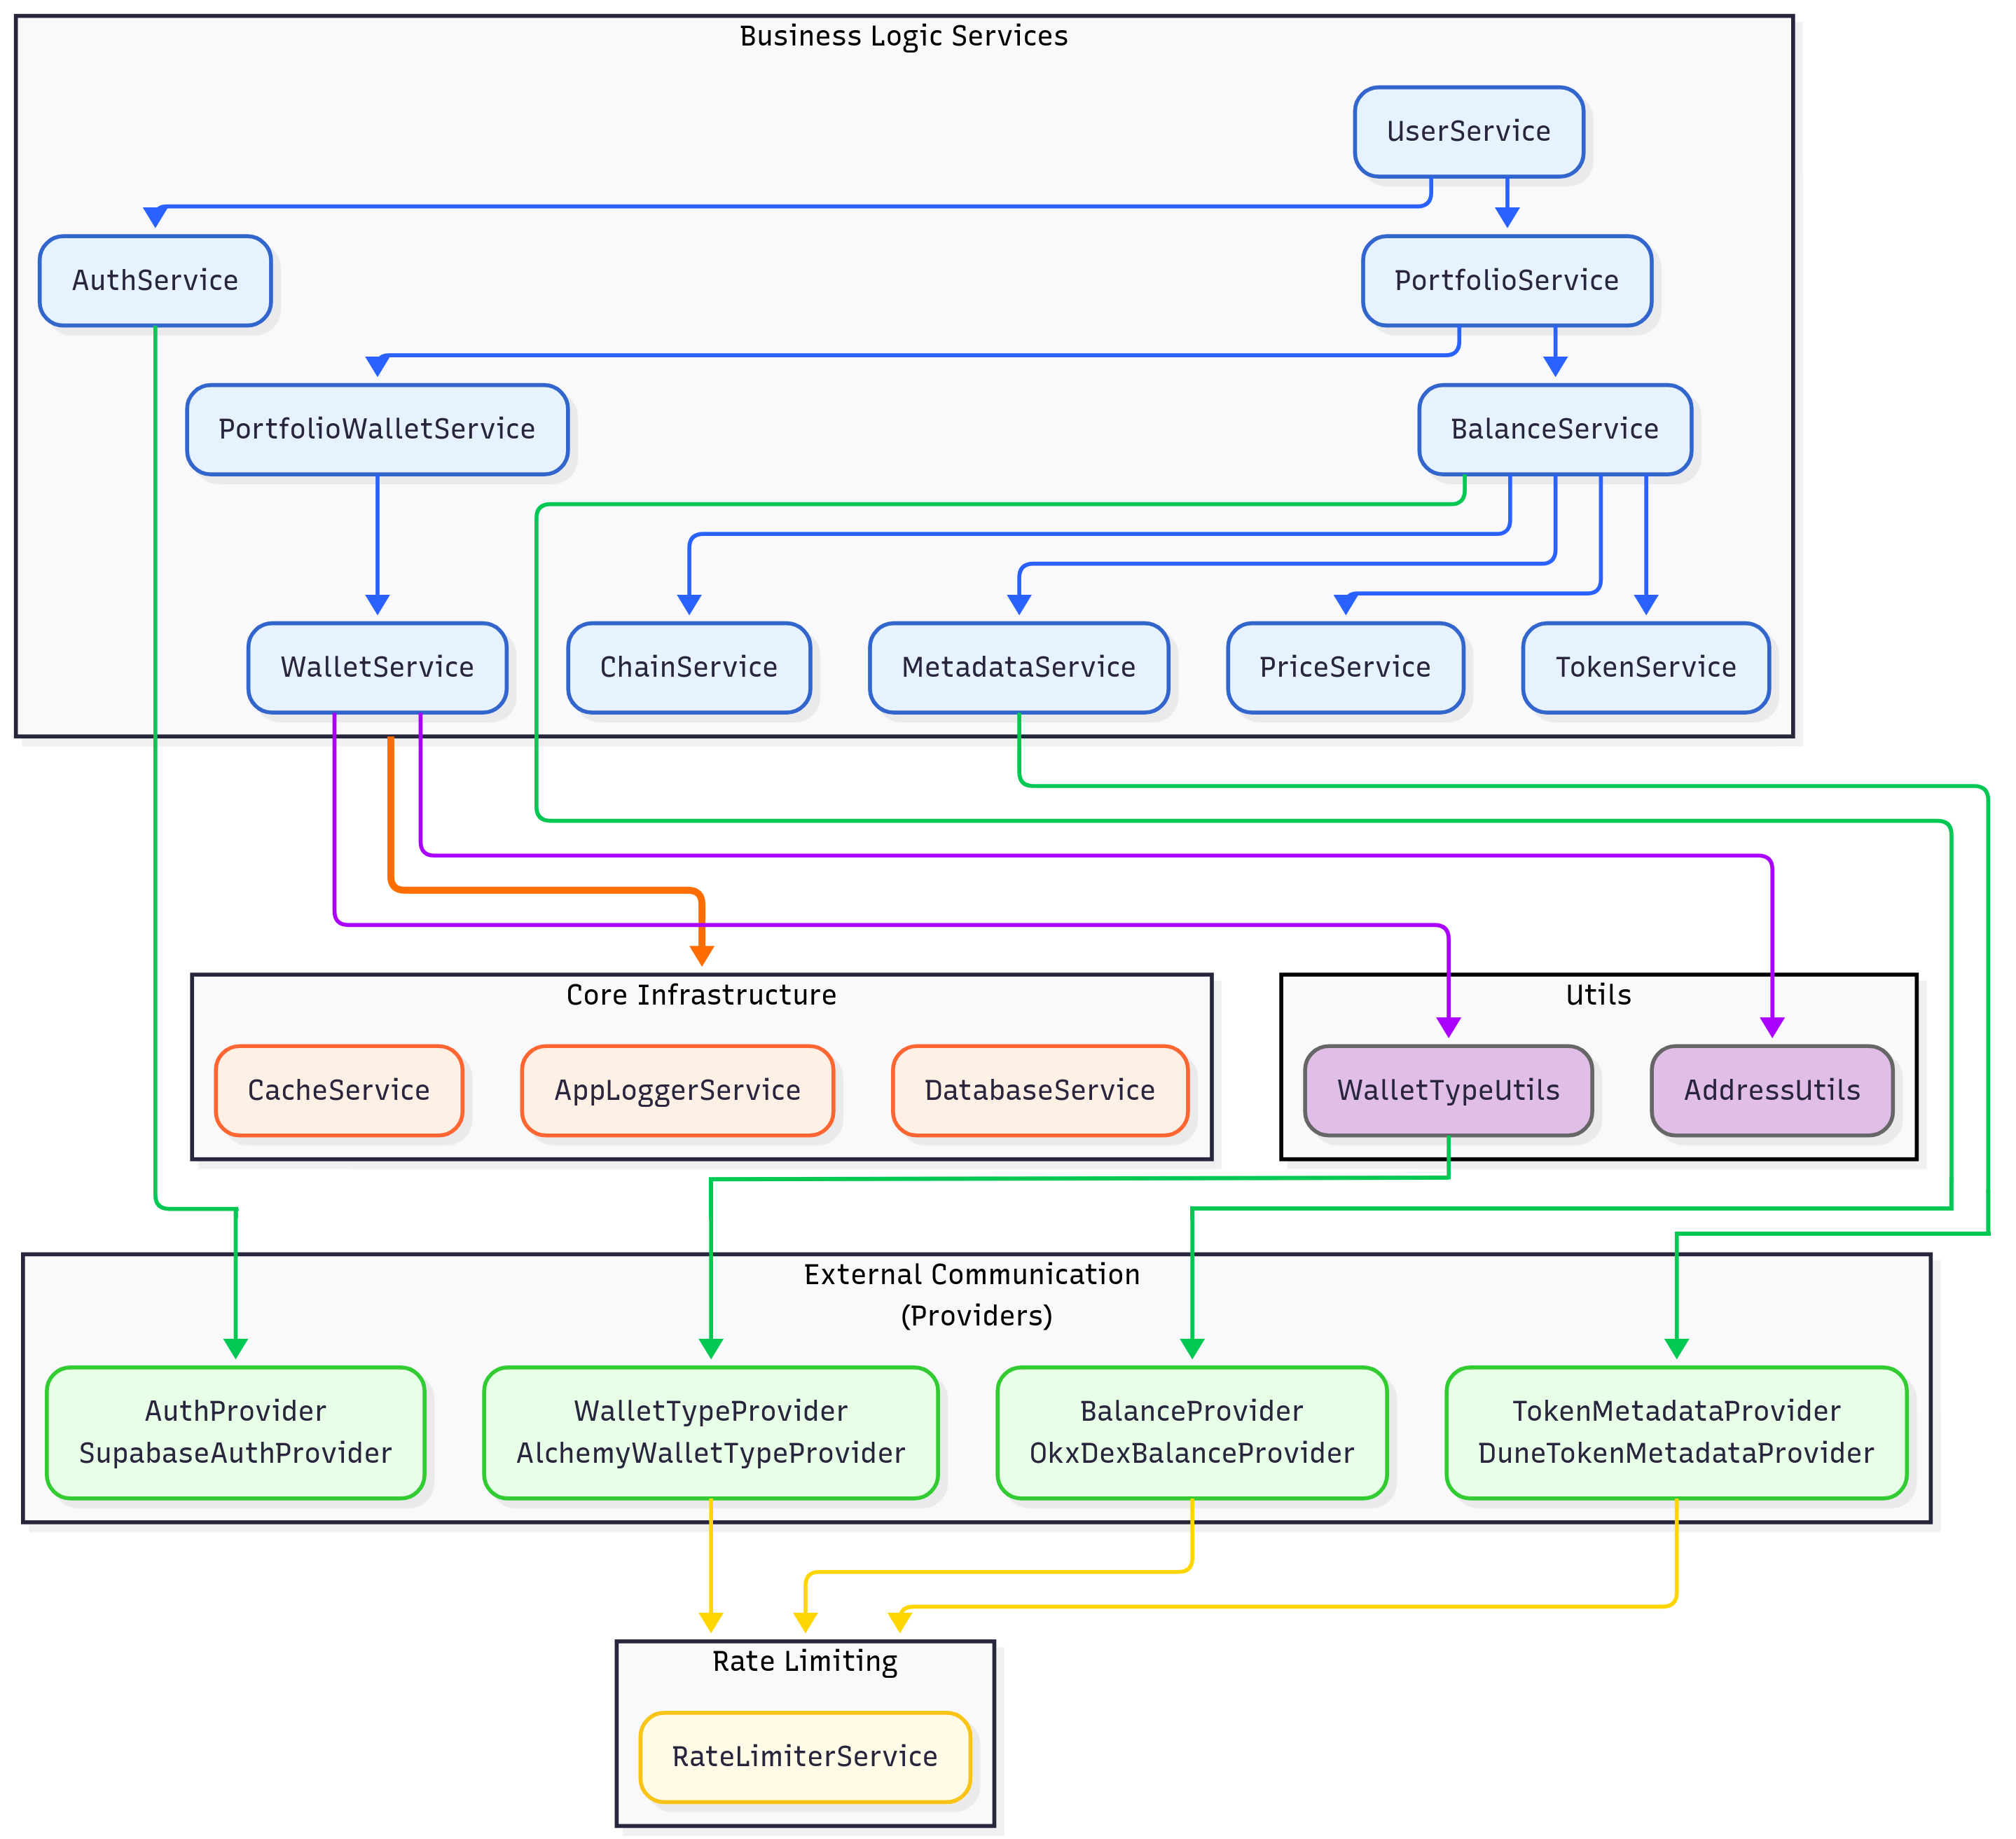 Business Logic Services
UserService
AuthService
PortfolioService
PortfolioWalletService
BalanceService
WalletService
ChainService
MetadataService
PriceService
TokenService
Core Infrastructure
Utils
CacheService
AppLoggerService
DatabaseService
WalletTypeUtils
AddressUtils
External Communication
(Providers)
AuthProvider
SupabaseAuthProvider
WalletTypeProvider
AlchemyWalletTypeProvider
BalanceProvider
OkxDexBalanceProvider
TokenMetadataProvider
DuneTokenMetadataProvider
Rate Limiting
RateLimiterService